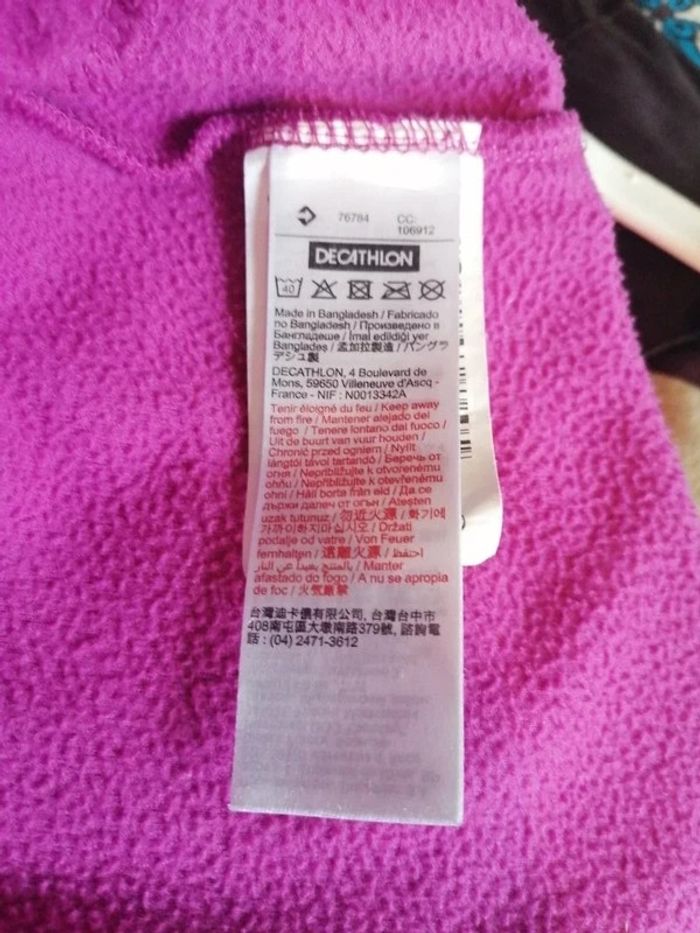 76784 CC:
106912
DECATHLON
40
Made in Bangladesh / Fabricado
no Bangladesh / Произведено в
Бангладеше / İmal edildiği yer
Bangladeş / 孟加拉製造 / バングラ
デシュ製
DECATHLON, 4 Boulevard de
Mons, 59650 Villeneuve d'Ascq -
France - NIF : N0013342A
Tenir éloigné du feu / Keep away
from fire / Mantener alejado del
fuego / Tenere lontano dal fuoco /
Uit de buurt van vuur houden /
Chronić przed ogniem / Nyílt
lángtól távol tartandó / Беречь от
огня / Nepribližujte k otvorenému
ohňu / Nepřibližujte k otevřenému
ohni / Håll borta från eld / Да се
държи далеч от огън / Ateşten
uzak tutunuz / 勿近火源 / 화기에
가까이하지마십시오 / Držati
podalje od vatre / Von Feuer
fernhalten / 遠離火源 / احتفظ
بالمنتج بعيدا عن النار / Manter
afastado do fogo / A nu se apropia
de foc / 火気厳禁
台灣迪卡儂有限公司, 台灣台中市
408南屯區大墩南路379號, 諮詢電
話 : (04) 2471-3612